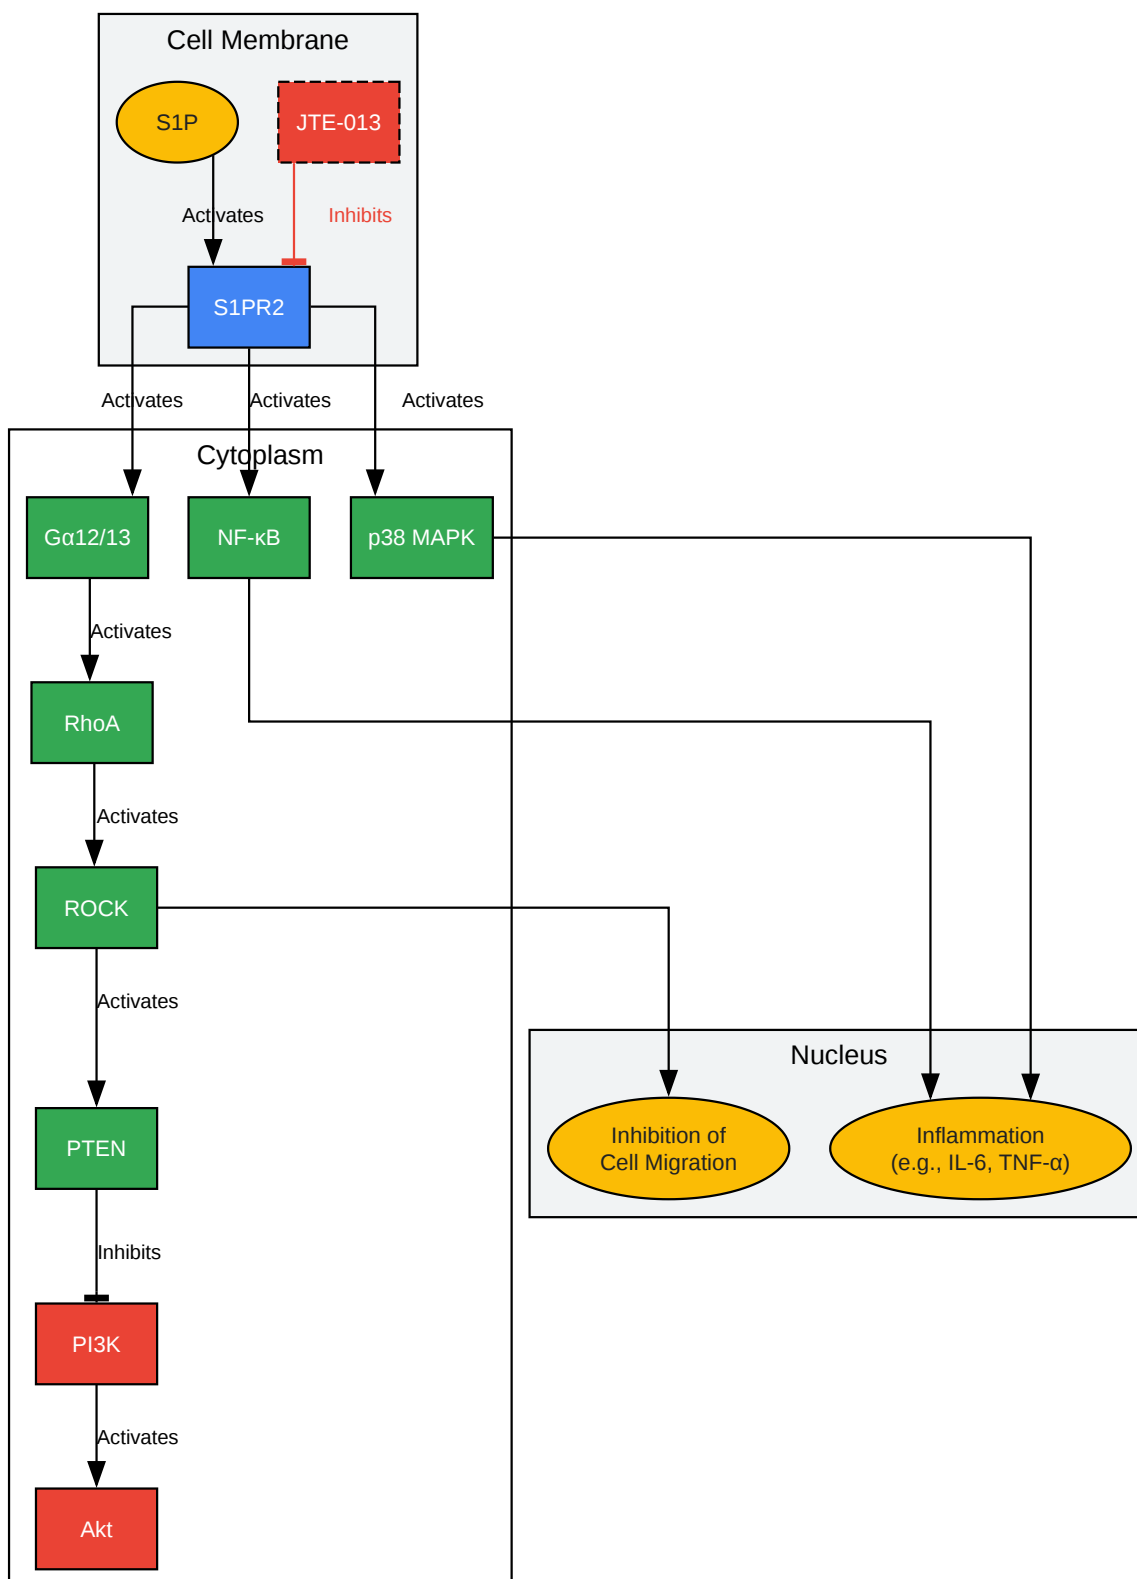 Cell Membrane
S1P
JTE-013
Activates
Inhibits
S1PR2
Activates
Activates
Activates
Cytoplasm
Gα12/13
NF-κB
p38 MAPK
Activates
RhoA
Activates
ROCK
Activates
Nucleus
Inhibition of
Cell Migration
Inflammation
(e.g., IL-6, TNF-α)
PTEN
Inhibits
PI3K
Activates
Akt